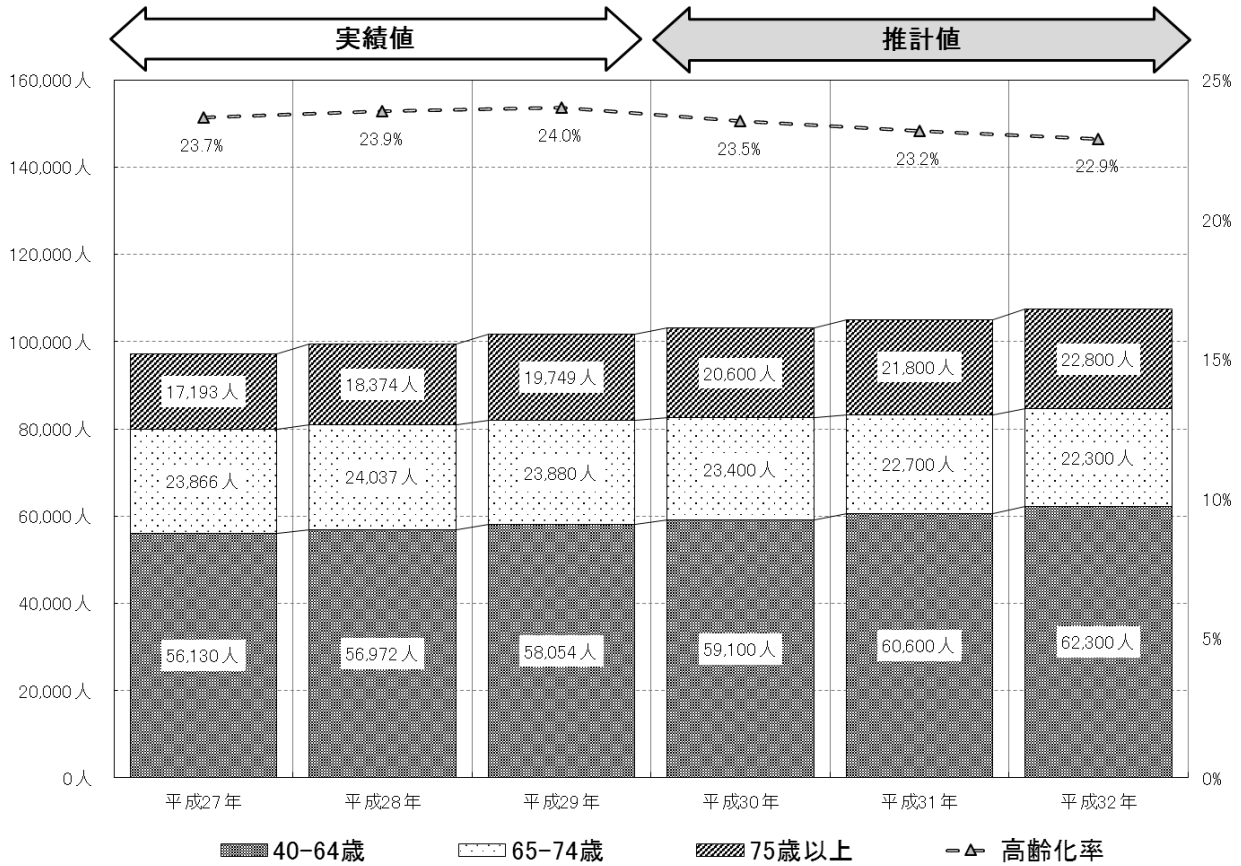 実績値 推計値
160,000人 25%
23.7% 23.9% 24.0% 23.5% 23.2% 22.9%
140,000人
20%
120,000人
100,000人
15%
17,193人 18,374人 19,749人 20,600人 21,800人 22,800人
80,000人
23,866人 24,037人 23,880人 23,400人 22,700人 22,300人
60,000人 10%
40,000人
56,130人 56,972人 58,054人 59,100人 60,600人 62,300人
5%
20,000人
0人 0%
平成27年 平成28年 平成29年 平成30年 平成31年 平成32年
40-64歳 65-74歳 75歳以上 高齢化率